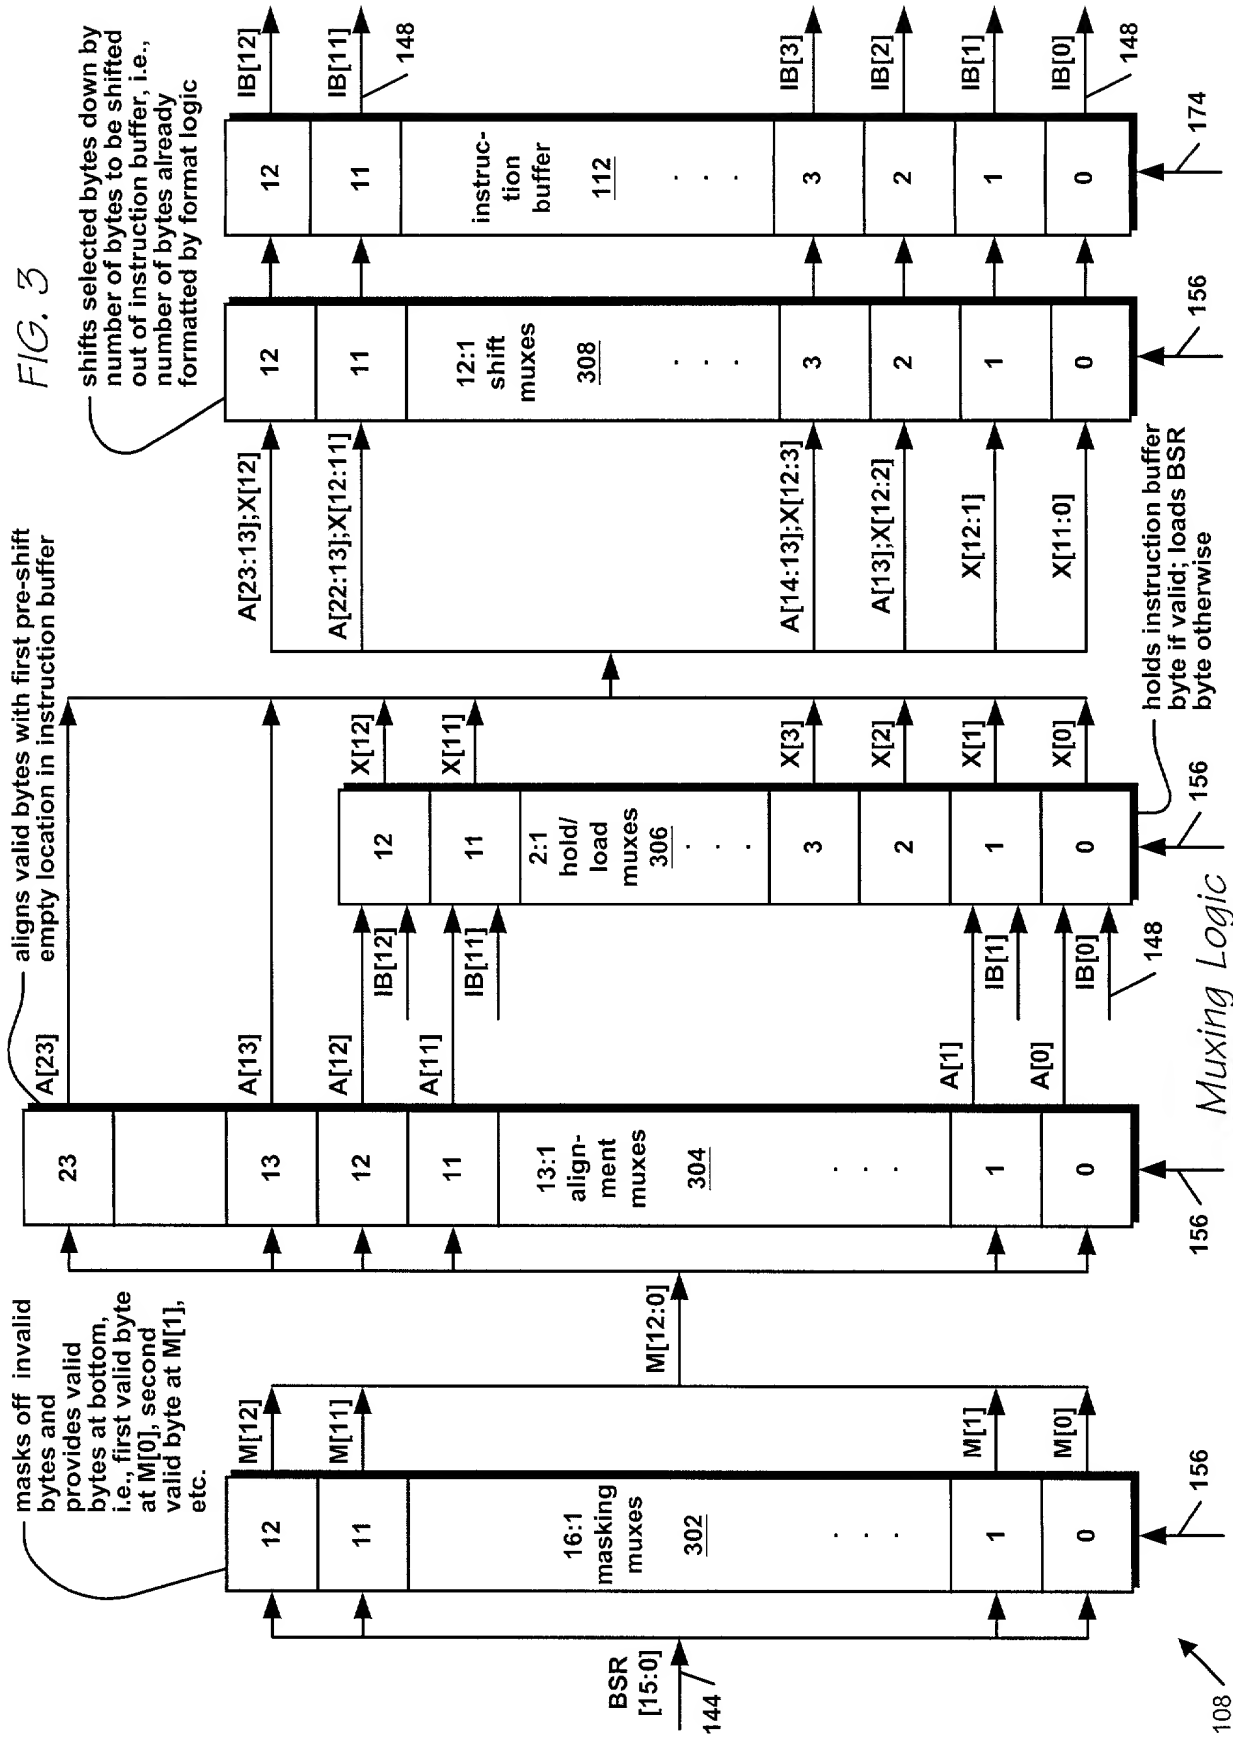 FIG. 3
masks off invalid
bytes and
provides valid
bytes at bottom,
i.e., first valid byte
at M[0], second
valid byte at M[1],
etc.
aligns valid bytes with first pre-shift
empty location in instruction buffer
shifts selected bytes down by
number of bytes to be shifted
out of instruction buffer, i.e.,
number of bytes already
formatted by format logic
BSR
[15:0]
144
12
11
16:1
masking
muxes
302
. . .
1
0
156
M[12]
M[11]
M[1]
M[0]
M[12:0]
23
13
12
11
13:1
align-
ment
muxes
304
. . .
1
0
156
A[23]
A[13]
A[12]
A[11]
A[1]
A[0]
IB[12]
IB[11]
IB[1]
IB[0]
148
12
11
2:1
hold/
load
muxes
306
. . .
3
2
1
0
156
X[12]
X[11]
X[3]
X[2]
X[1]
X[0]
holds instruction buffer
byte if valid; loads BSR
byte otherwise
A[23:13];X[12]
A[22:13];X[12:11]
A[14:13];X[12:3]
A[13];X[12:2]
X[12:1]
X[11:0]
12
11
12:1
shift
muxes
308
. . .
3
2
1
0
156
12
11
instruc-
tion
buffer
112
. . .
3
2
1
0
174
IB[12]
IB[11]
148
IB[3]
IB[2]
IB[1]
IB[0]
148
108
Muxing Logic